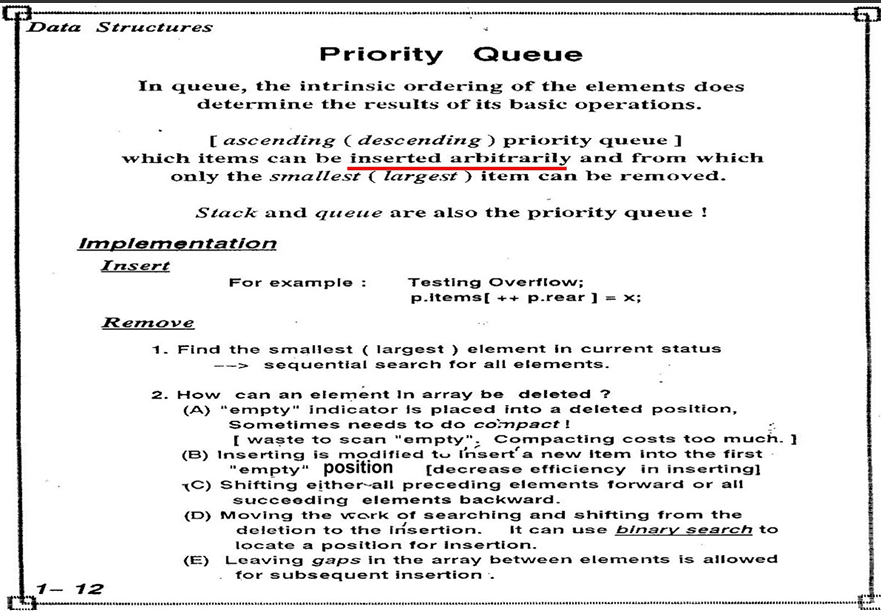 Data Structures
Priority Queue
In queue, the intrinsic ordering of the elements does
determine the results of its basic operations.
[ ascending ( descending ) priority queue ]
which items can be inserted arbitrarily and from which
only the smallest ( largest ) item can be removed.
Stack and queue are also the priority queue !
Implementation
Insert
For example : Testing Overflow;
p.items[ ++ p.rear ] = x;
Remove
1. Find the smallest ( largest ) element in current status
--> sequential search for all elements.
2. How can an element in array be deleted ?
(A) "empty" indicator is placed into a deleted position,
Sometimes needs to do compact !
[ waste to scan "empty". Compacting costs too much. ]
(B) Inserting is modified to insert a new item into the first
"empty" position [decrease efficiency in inserting]
(C) Shifting either all preceding elements forward or all
succeeding elements backward.
(D) Moving the work of searching and shifting from the
deletion to the insertion. It can use binary search to
locate a position for insertion.
(E) Leaving gaps in the array between elements is allowed
for subsequent insertion .
1- 12